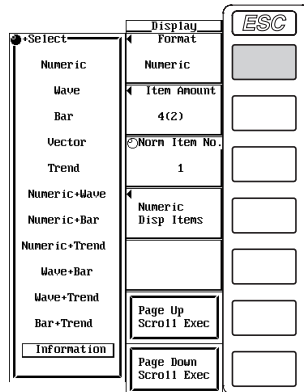 Select
Numeric
Wave
Bar
Vector
Trend
Numeric+Wave
Numeric+Bar
Numeric+Trend
Wave+Bar
Wave+Trend
Bar+Trend
Information
Display
Format
Numeric
Item Amount
4(2)
Norm Item No.
1
Numeric
Disp Items
Page Up
Scroll Exec
Page Down
Scroll Exec
ESC